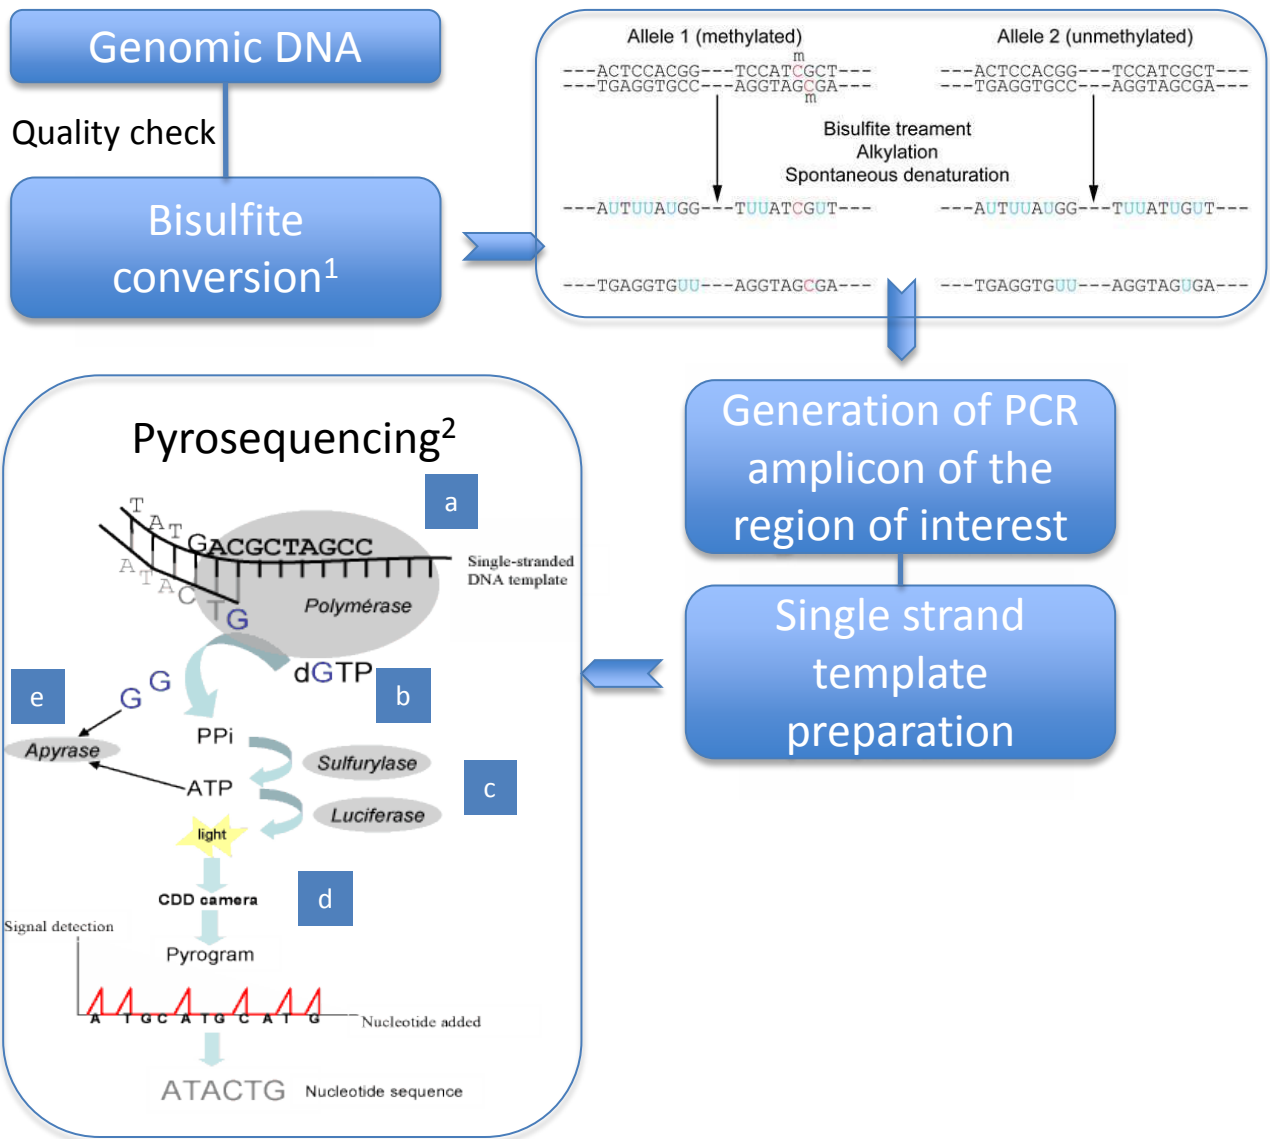 Genomic DNA
Quality check
Bisulfite
conversion1
Allele 1 (methylated)
m
---ACTCCACGG---TCCATCGCT---
---TGAGGTGCC---AGGTAGCGA---
m
Allele 2 (unmethylated)
---ACTCCACGG---TCCATCGCT---
---TGAGGTGCC---AGGTAGCGA---
Bisulfite treament
Alkylation
Spontaneous denaturation
---AUTUUAUGG---TUUATCGUT---
---AUTUUAUGG---TUUATUGUT---
---TGAGGTGUU---AGGTAGCGA---
---TGAGGTGUU---AGGTAGUGA---
Generation of PCR
amplicon of the
region of interest
Single strand
template
preparation
Pyrosequencing2
a
TATGACGCTAGCC
Single-stranded
DNA template
ATACTG
Polymérase
dGTP
b
e
G G
PPi
Apyrase
Sulfurylase
ATP
c
Luciferase
light
CDD camera
d
Signal detection
Pyrogram
A T G C A T G C A T G
Nucleotide added
ATACTG Nucleotide sequence